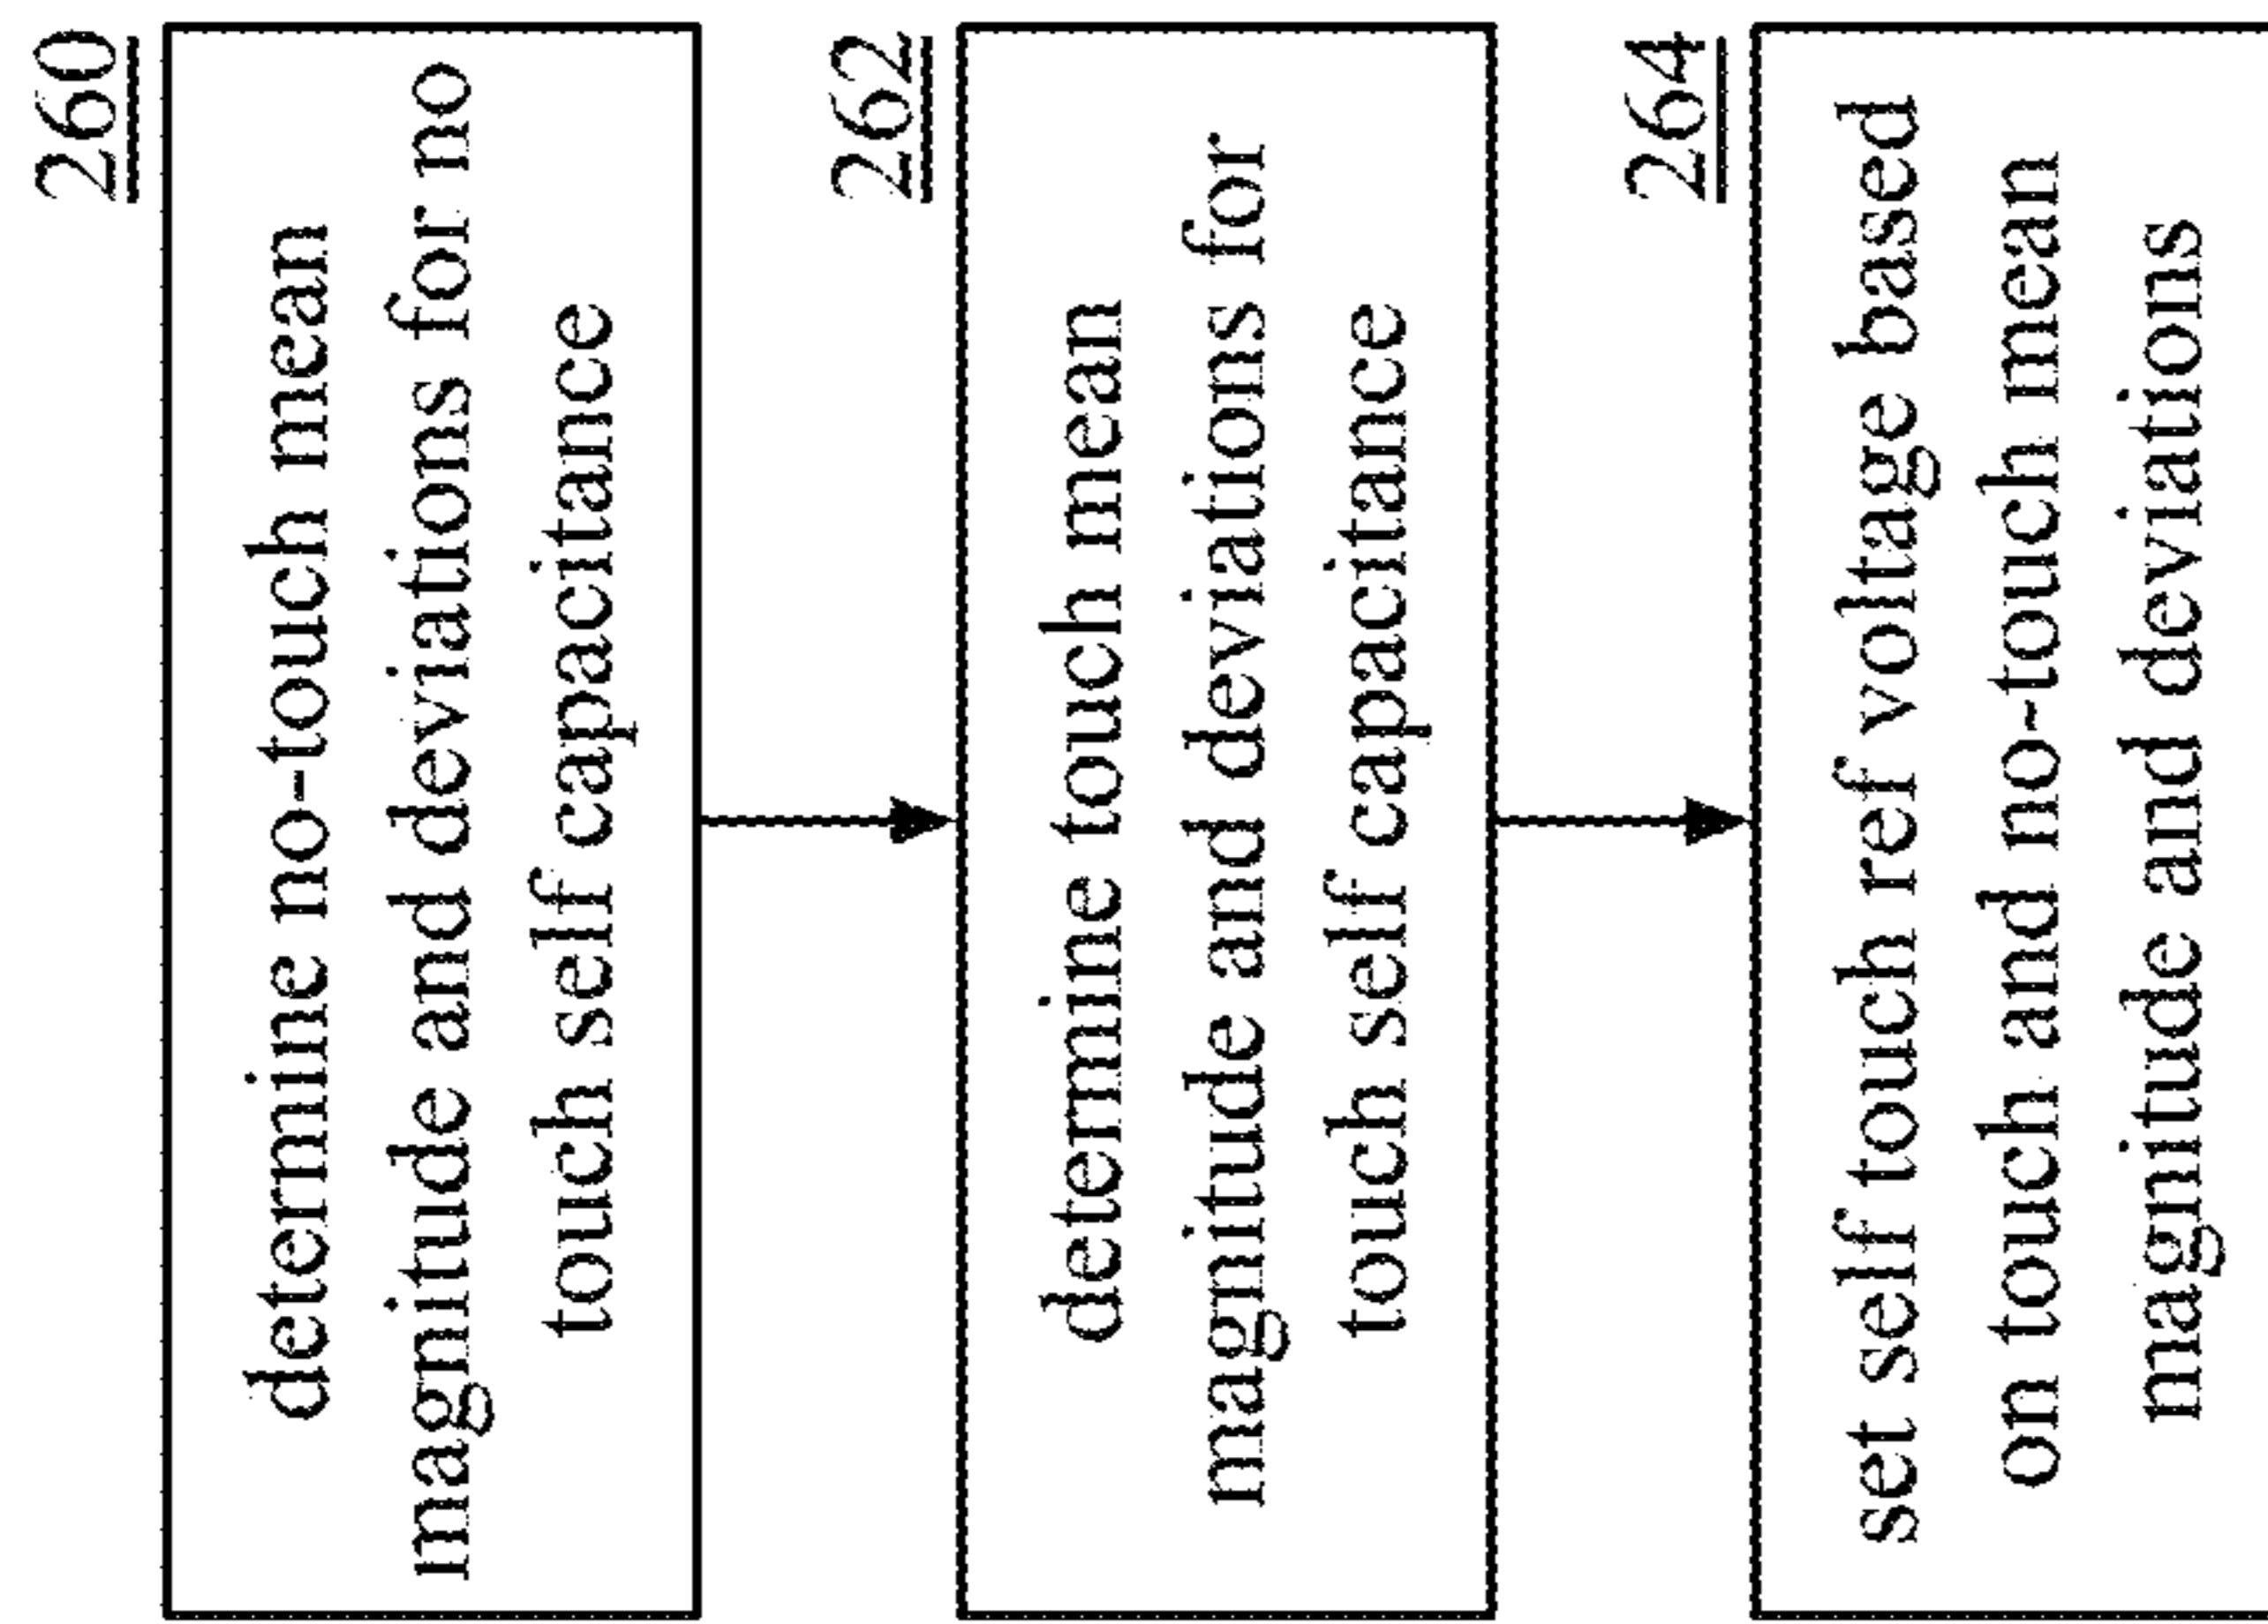 260
determine no-touch mean
magnitude and deviations for no
touch self capacitance
262
determine touch mean
magnitude and deviations for
touch self capacitance
264
set self touch ref voltage based
on touch and no-touch mean
magnitude and deviations